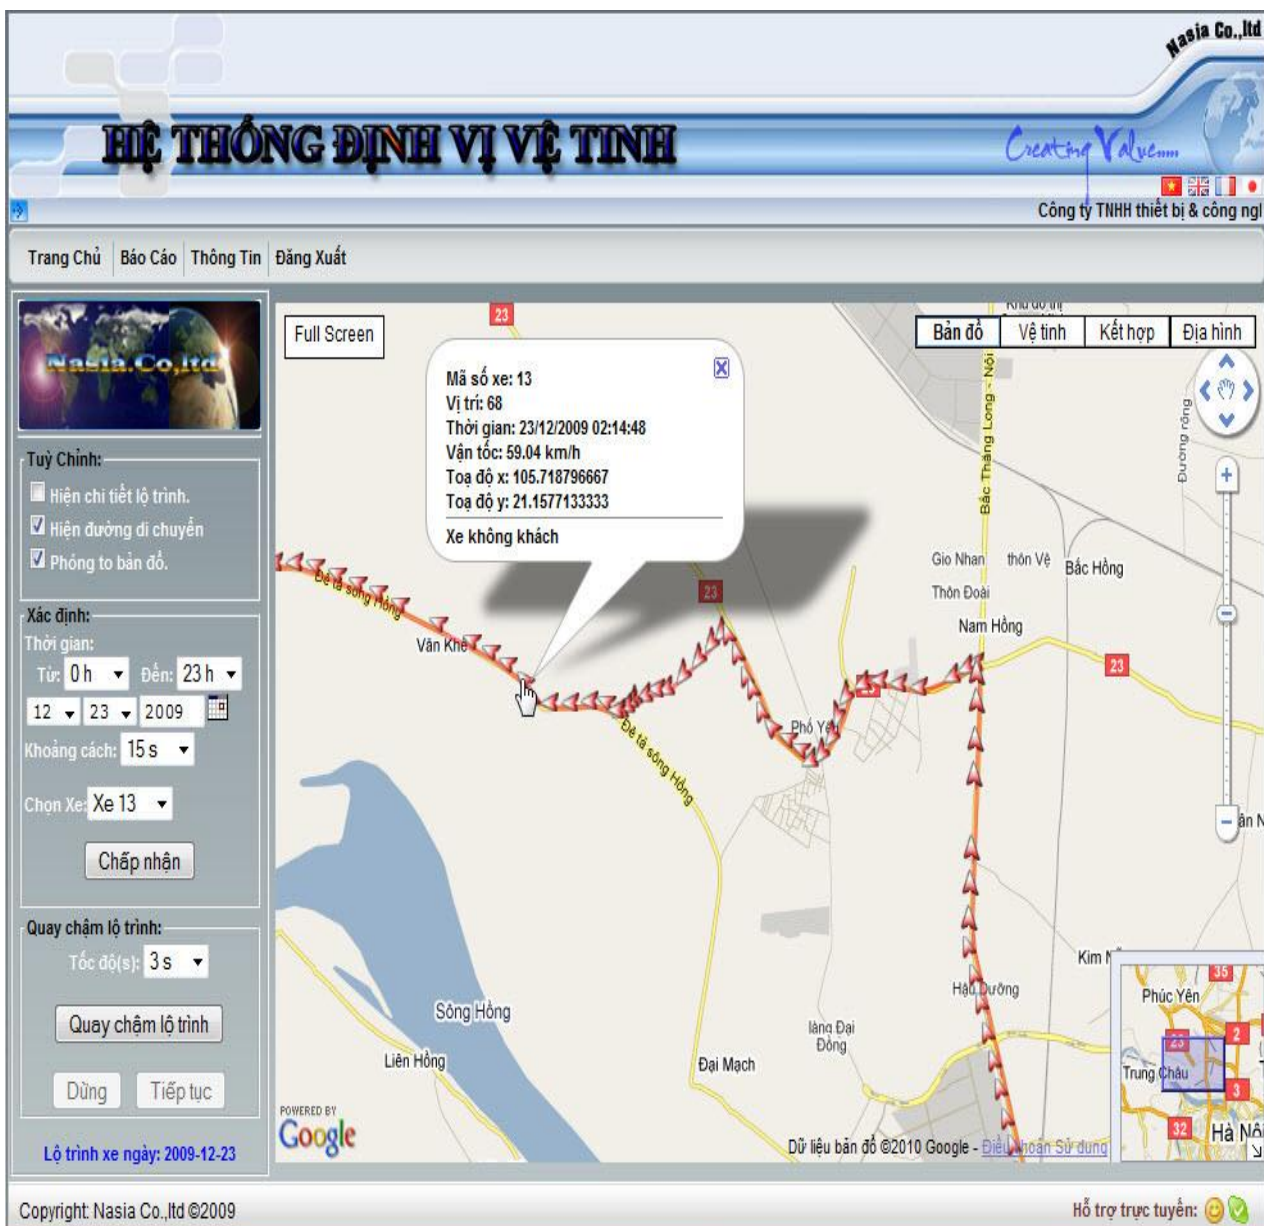 Nasia Co.,ltd
HỆ THỐNG ĐỊNH VỊ VỆ TINH
Creating Value.....
Công ty TNHH thiết bị & công ngl
Trang Chủ Báo Cáo Thông Tin Đăng Xuất
Nasia.Co,ltd
Tuỳ Chỉnh:
Hiện chi tiết lộ trình.
Hiện đường di chuyển
Phóng to bản đồ.
Xác định:
Thời gian:
Từ: 0 h Đến: 23 h
12 23 2009
Khoảng cách: 15 s
Chọn Xe: Xe 13
Chấp nhận
Quay chậm lộ trình:
Tốc độ(s): 3 s
Quay chậm lộ trình
Dừng Tiếp tục
Lộ trình xe ngày: 2009-12-23
Full Screen
23
Bản đồ Vệ tinh Kết hợp Địa hình
Mã số xe: 13
Vị trí: 68
Thời gian: 23/12/2009 02:14:48
Vận tốc: 59.04 km/h
Toạ độ x: 105.718796667
Toạ độ y: 21.1577133333
Xe không khách
Bắc Thăng Long - Nội
Đường rộng
Gio Nhan
thôn Vệ
Bắc Hồng
Thôn Đoài
Nam Hồng
23
23
Đê tả sông Hồng
Văn Khê
Phố Yên
Đê tả sông Hồng
Hậu Dưỡng
Kim
Sông Hồng
làng Đại
Đồng
Liên Hồng
Đại Mạch
POWERED BY
Google
Dữ liệu bản đồ ©2010 Google - Điều khoản Sử dụng
35
Phúc Yên
23
2
Trung Châu
3
32
Hà Nội
Copyright: Nasia Co.,ltd ©2009
Hỗ trợ trực tuyến: